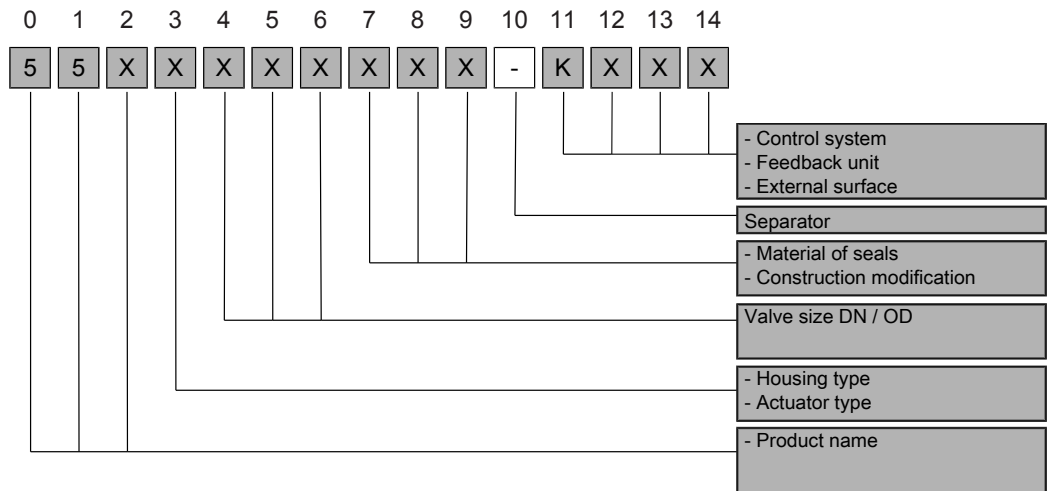 0 1 2 3 4 5 6 7 8 9 10 11 12 13 14
5 5 X X X X X X X X - K X X X
- Control system
- Feedback unit
- External surface
Separator
- Material of seals
- Construction modification
Valve size DN / OD
- Housing type
- Actuator type
- Product name